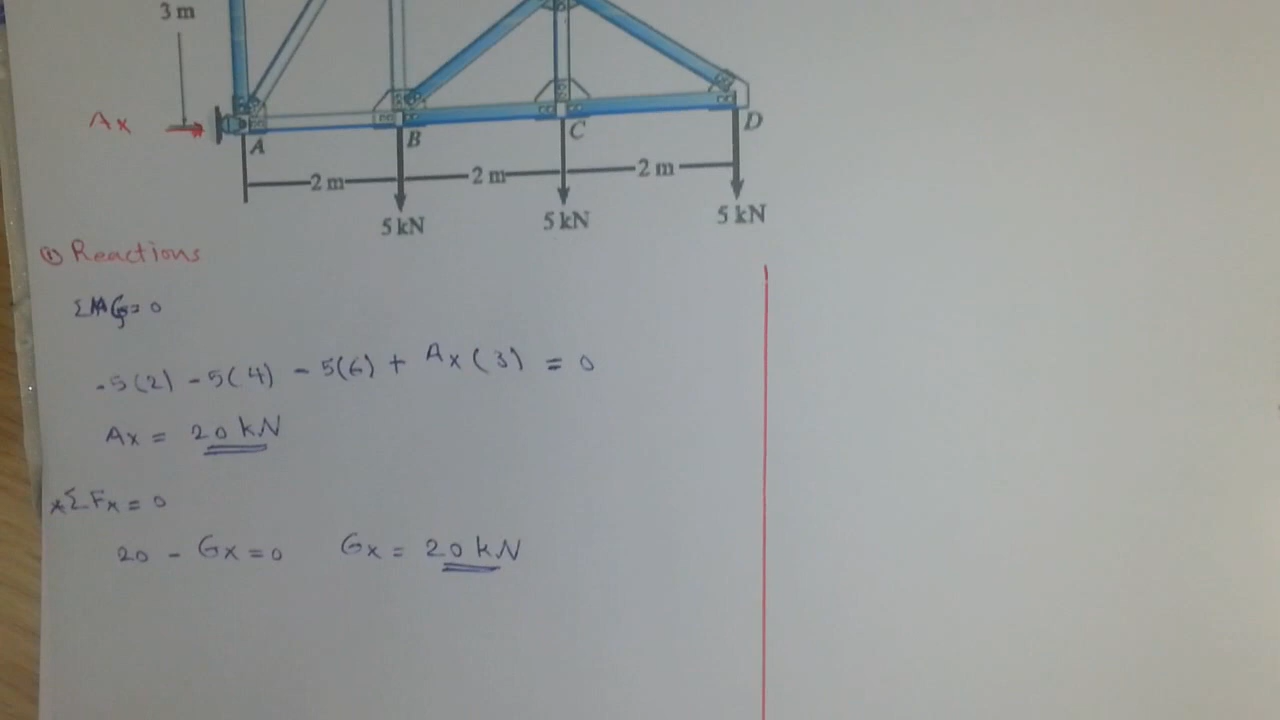 3 m
Ax
A
B
C
D
2 m
2 m
2 m
5 kN
5 kN
5 kN
① Reactions
ΣMG = 0
-5(2) - 5(4) - 5(6) + Ax(3) = 0
Ax = 20 kN
*ΣFx = 0
20 - Gx = 0 Gx = 20 kN